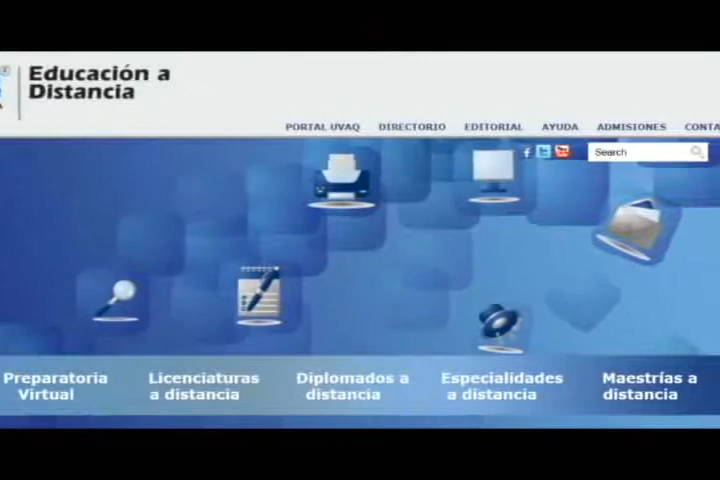 Educación a
Distancia
PORTAL UVAQ DIRECTORIO EDITORIAL AYUDA ADMISIONES CONTA
Search
Preparatoria Licenciaturas Diplomados a Especialidades Maestrías a
Virtual a distancia distancia a distancia distancia